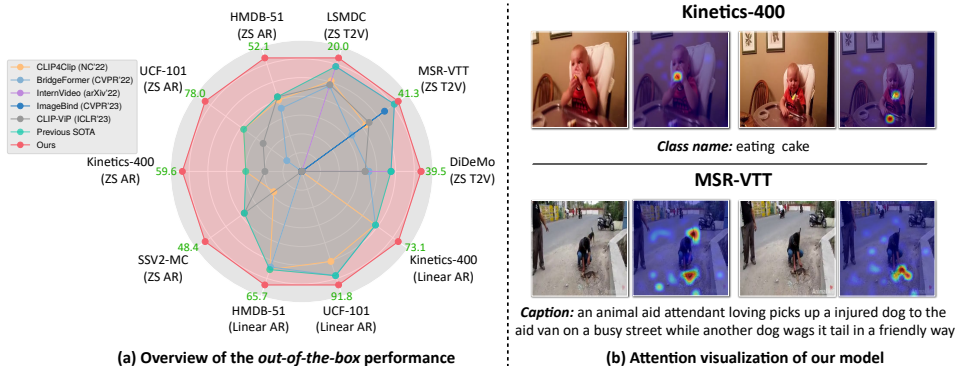 HMDB-51
(ZS AR)
52.1
LSMDC
(ZS T2V)
20.0
MSR-VTT
(ZS T2V)
41.3
DiDeMo
(ZS T2V)
39.5
Kinetics-400
(Linear AR)
73.1
UCF-101
(Linear AR)
91.8
HMDB-51
(Linear AR)
65.7
SSV2-MC
(ZS AR)
48.4
Kinetics-400
(ZS AR)
59.6
UCF-101
(ZS AR)
78.0
CLIP4Clip (NC'22)
BridgeFormer (CVPR'22)
InternVideo (arXiv'22)
ImageBind (CVPR'23)
CLIP-ViP (ICLR'23)
Previous SOTA
Ours
(a) Overview of the out-of-the-box performance
Kinetics-400
Class name: eating cake
MSR-VTT
Caption: an animal aid attendant loving picks up a injured dog to the
aid van on a busy street while another dog wags it tail in a friendly way
(b) Attention visualization of our model